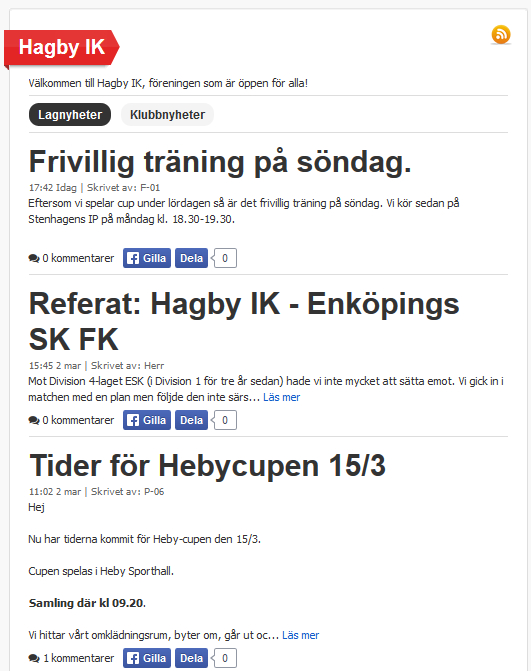 Hagby IK
Välkommen till Hagby IK, föreningen som är öppen för alla!
Lagnyheter Klubbnyheter
Frivillig träning på söndag.
17:42 Idag | Skrivet av: F-01
Eftersom vi spelar cup under lördagen så är det frivillig träning på söndag. Vi kör sedan på
Stenhagens IP på måndag kl. 18.30-19.30.
0 kommentarer Gilla Dela 0
Referat: Hagby IK - Enköpings
SK FK
15:45 2 mar | Skrivet av: Herr
Mot Division 4-laget ESK (i Division 1 för tre år sedan) hade vi inte mycket att sätta emot. Vi gick in i
matchen med en plan men följde den inte särs... Läs mer
0 kommentarer Gilla Dela 0
Tider för Hebycupen 15/3
11:02 2 mar | Skrivet av: P-06
Hej
Nu har tiderna kommit för Heby-cupen den 15/3.
Cupen spelas i Heby Sporthall.
Samling där kl 09.20.
Vi hittar vårt omklädningsrum, byter om, går ut oc... Läs mer
1 kommentarer Gilla Dela 0